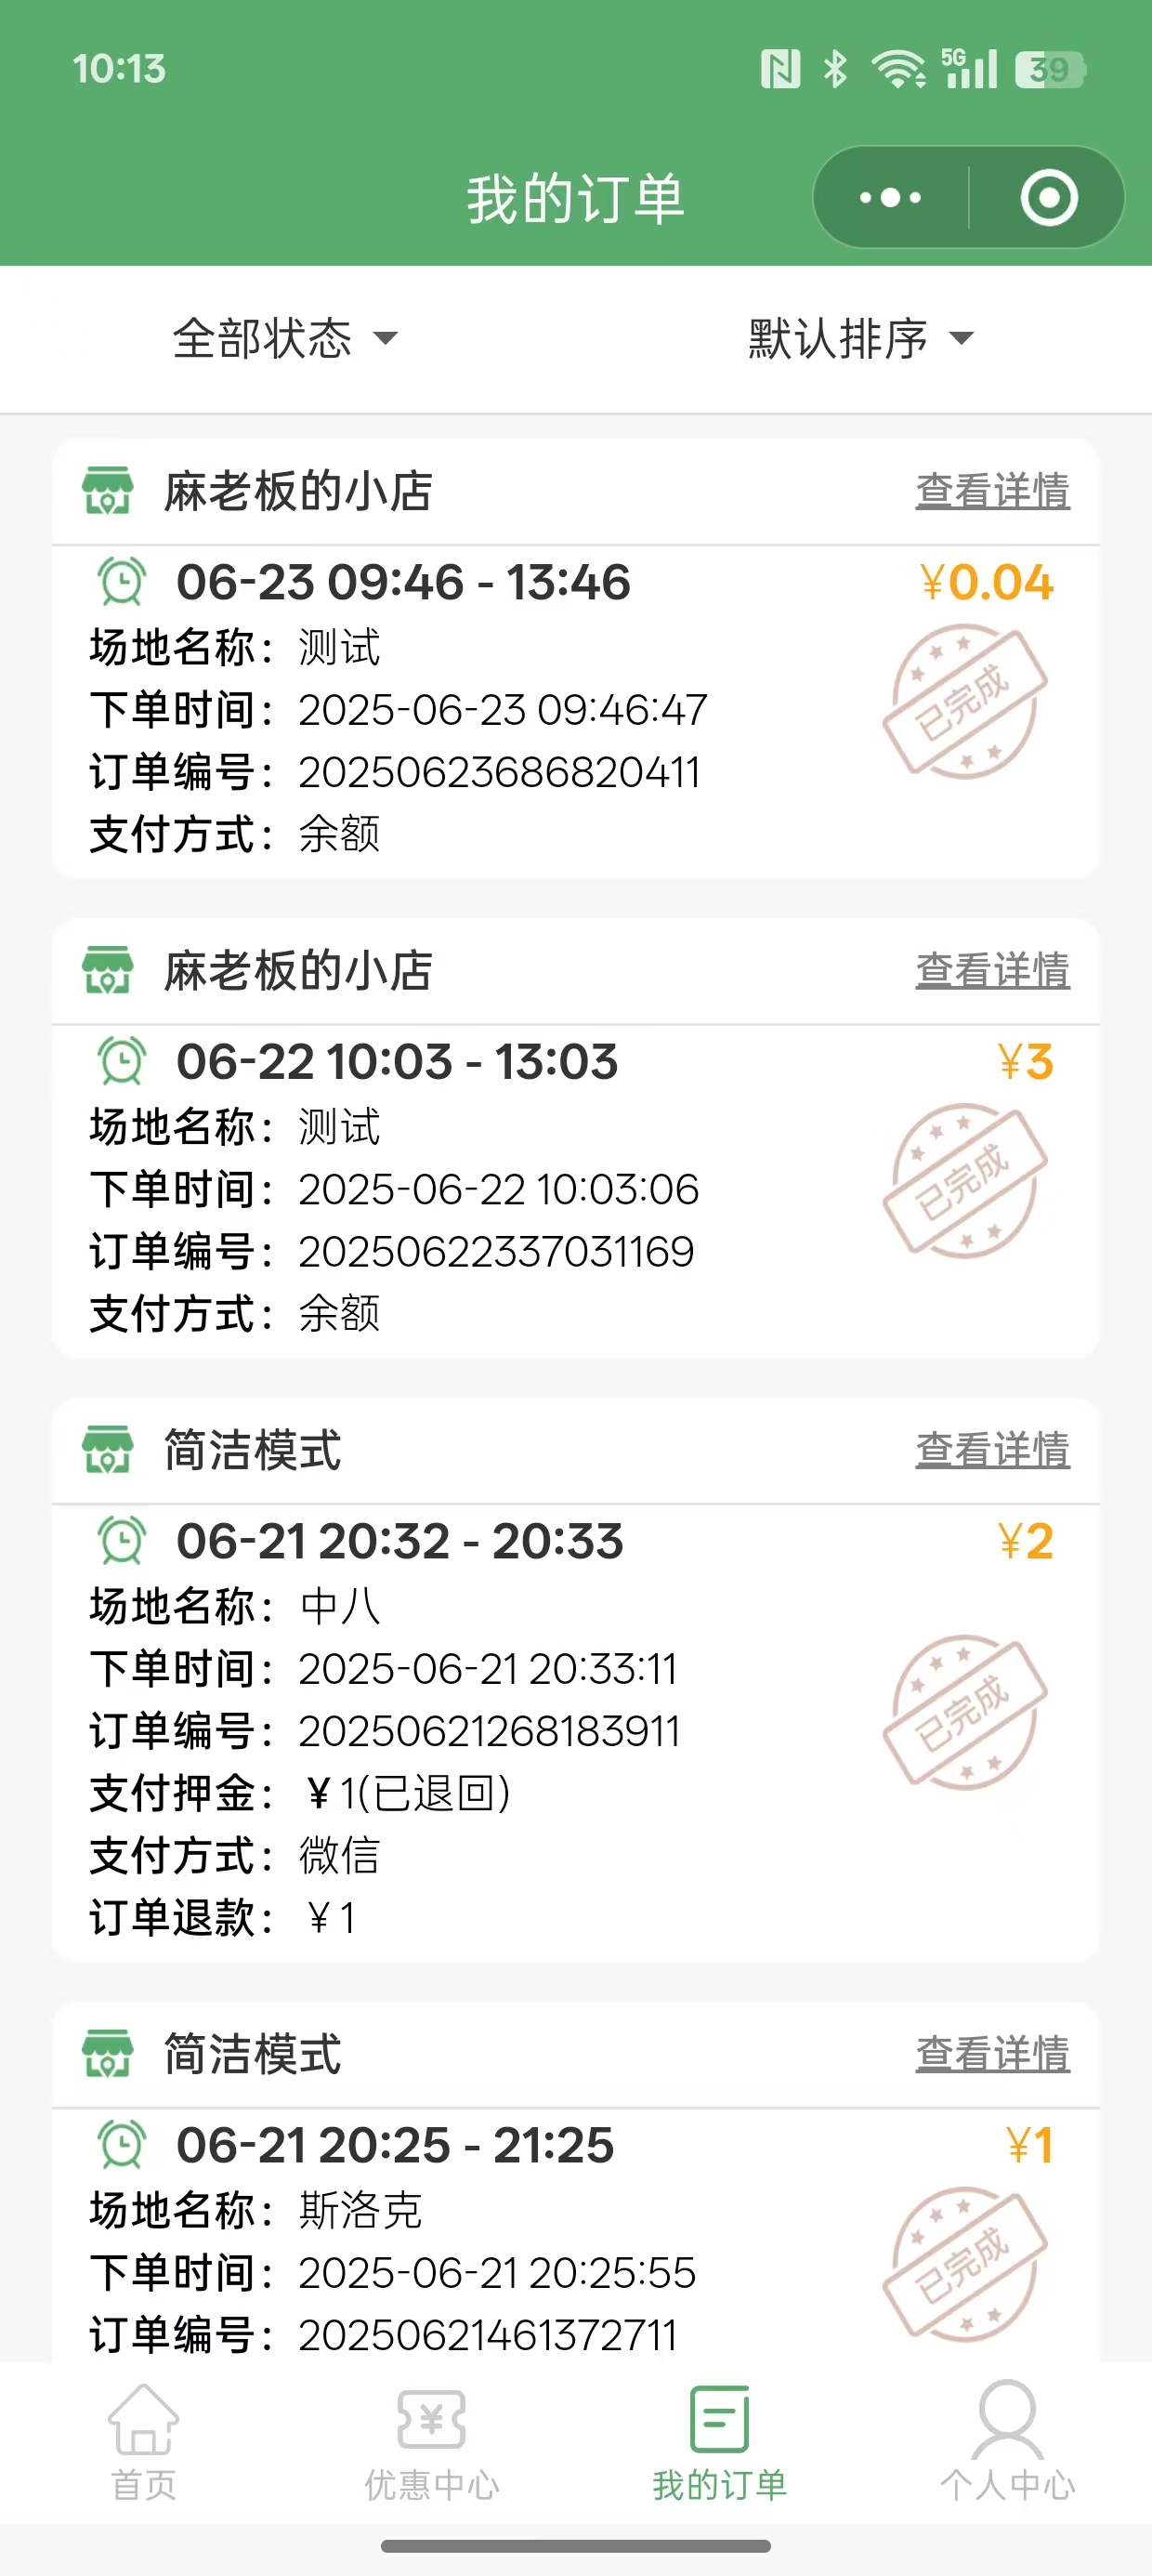 10:13
5G
39
我的订单
全部状态 默认排序
麻老板的小店 查看详情
06-23 09:46 - 13:46 ¥0.04
场地名称：测试
下单时间：2025-06-23 09:46:47
订单编号：20250623686820411
支付方式：余额
已完成
麻老板的小店 查看详情
06-22 10:03 - 13:03 ¥3
场地名称：测试
下单时间：2025-06-22 10:03:06
订单编号：20250622337031169
支付方式：余额
已完成
简洁模式 查看详情
06-21 20:32 - 20:33 ¥2
场地名称：中八
下单时间：2025-06-21 20:33:11
订单编号：20250621268183911
支付押金：￥1(已退回)
支付方式：微信
订单退款：￥1
已完成
简洁模式 查看详情
06-21 20:25 - 21:25 ¥1
场地名称：斯洛克
下单时间：2025-06-21 20:25:55
订单编号：20250621461372711
已完成
首页 优惠中心 我的订单 个人中心